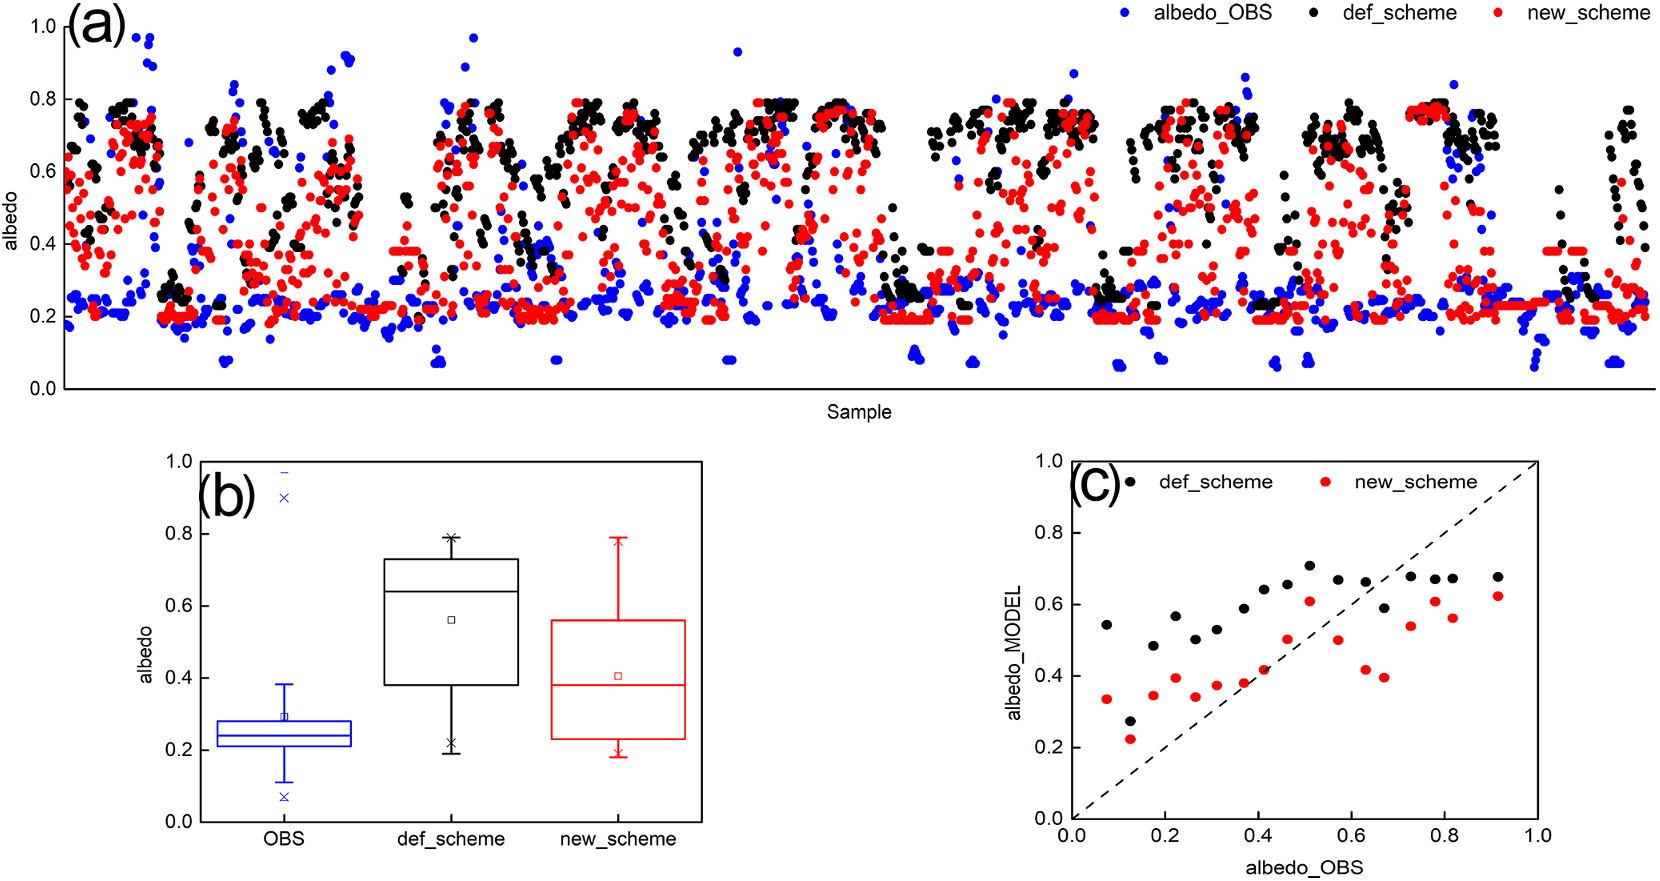 (a)
albedo_OBS def_scheme new_scheme
1.0
0.8
0.6
0.4
0.2
0.0
albedo
Sample
(b)
1.0
0.8
0.6
0.4
0.2
0.0
albedo
OBS def_scheme new_scheme
(c)
def_scheme new_scheme
1.0
0.8
0.6
0.4
0.2
0.0
albedo_MODEL
0.0 0.2 0.4 0.6 0.8 1.0
albedo_OBS